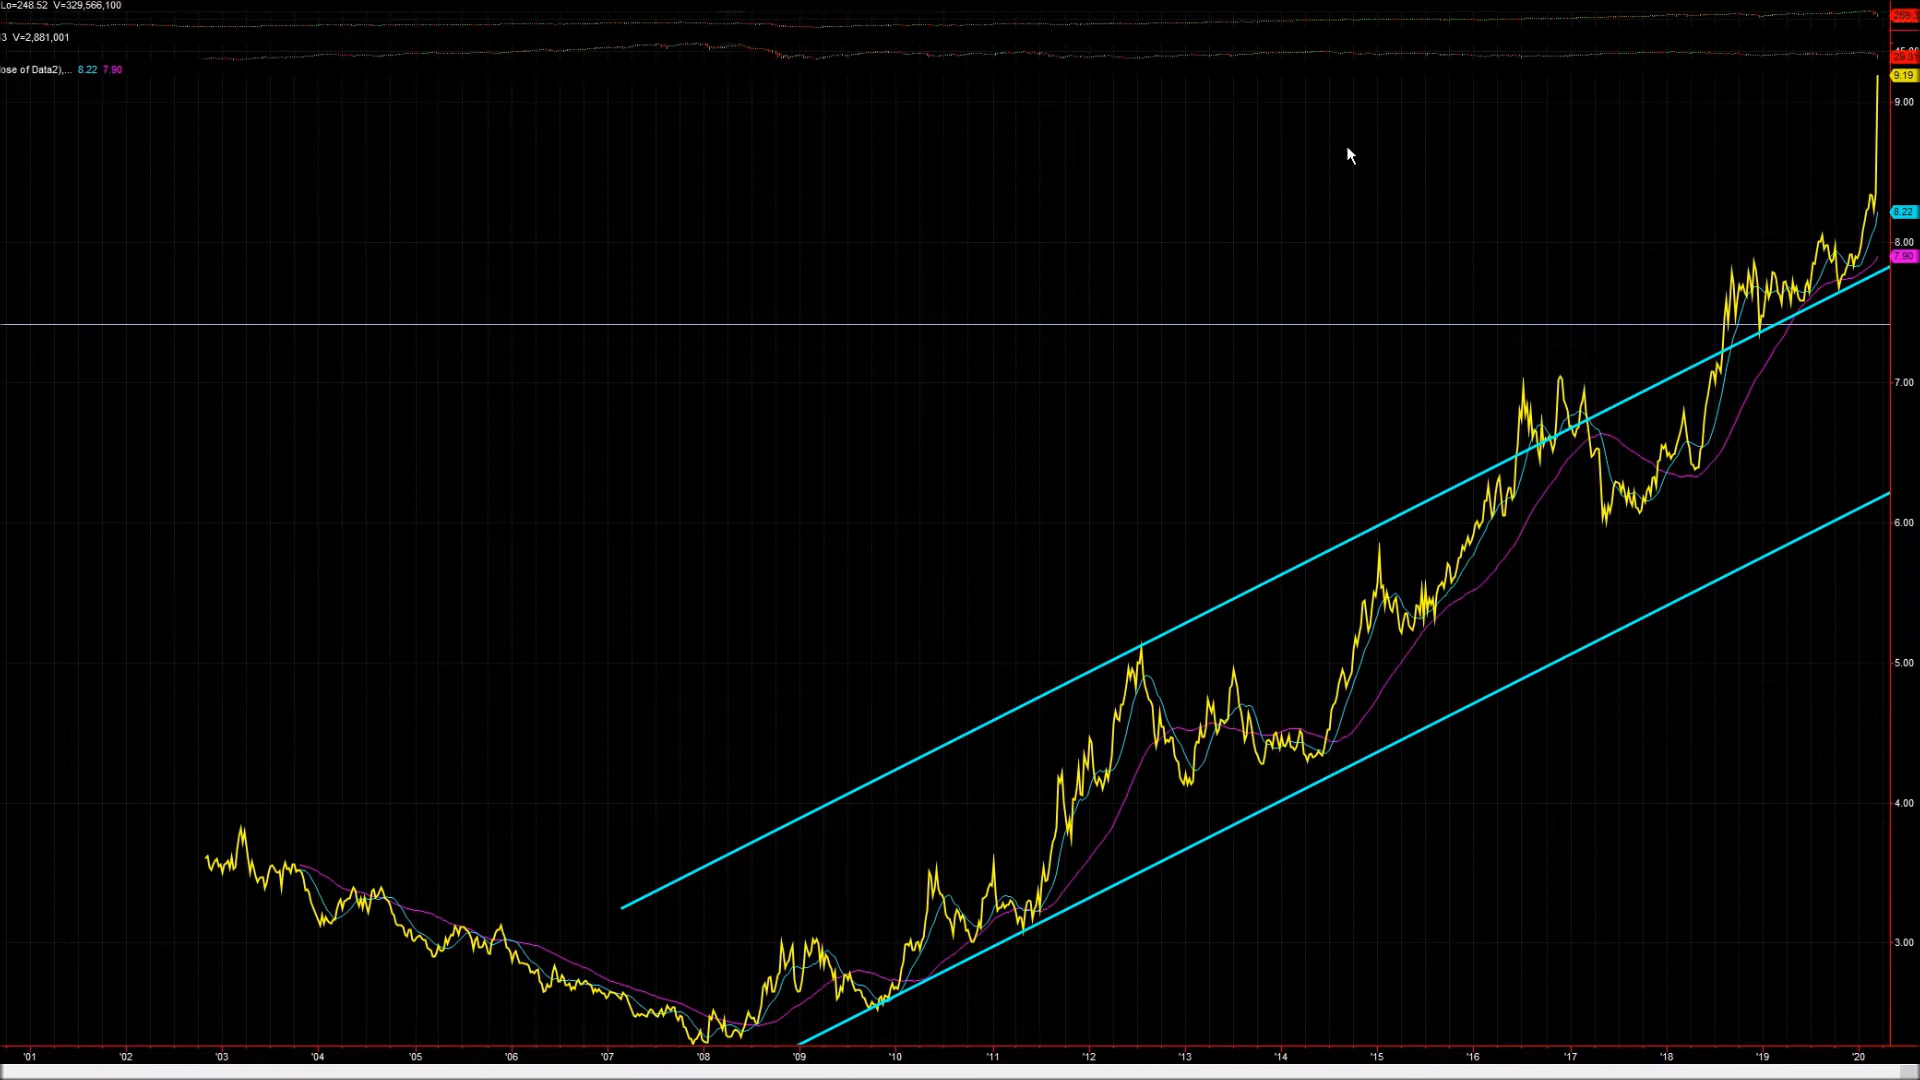 Lo=248.52 V=329,566,100
3 V=2,881,001
ose of Data2),... 8.22 7.90
9.19
9.00
8.22
8.00
7.90
7.00
6.00
5.00
4.00
3.00
'01 '02 '03 '04 '05 '06 '07 '08 '09 '10 '11 '12 '13 '14 '15 '16 '17 '18 '19 '20